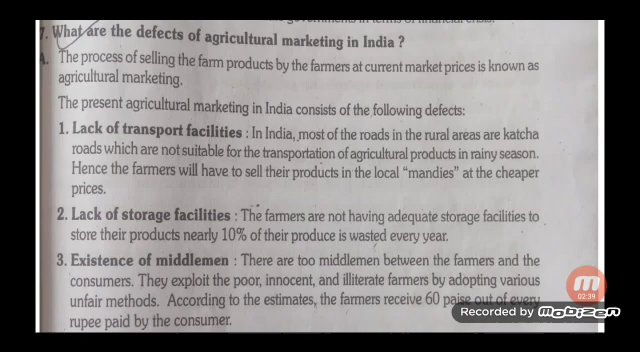 7. What are the defects of agricultural marketing in India ?
A. The process of selling the farm products by the farmers at current market prices is known as
agricultural marketing.
The present agricultural marketing in India consists of the following defects:
1. Lack of transport facilities : In India, most of the roads in the rural areas are katcha
roads which are not suitable for the transportation of agricultural products in rainy season.
Hence the farmers will have to sell their products in the local “mandies” at the cheaper
prices.
2. Lack of storage facilities : The farmers are not having adequate storage facilities to
store their products nearly 10% of their produce is wasted every year.
3. Existence of middlemen : There are too middlemen between the farmers and the
consumers. They exploit the poor, innocent, and illiterate farmers by adopting various
unfair methods. According to the estimates, the farmers receive 60 paise out of every
rupee paid by the consumer.
02:39
Recorded by mobizen